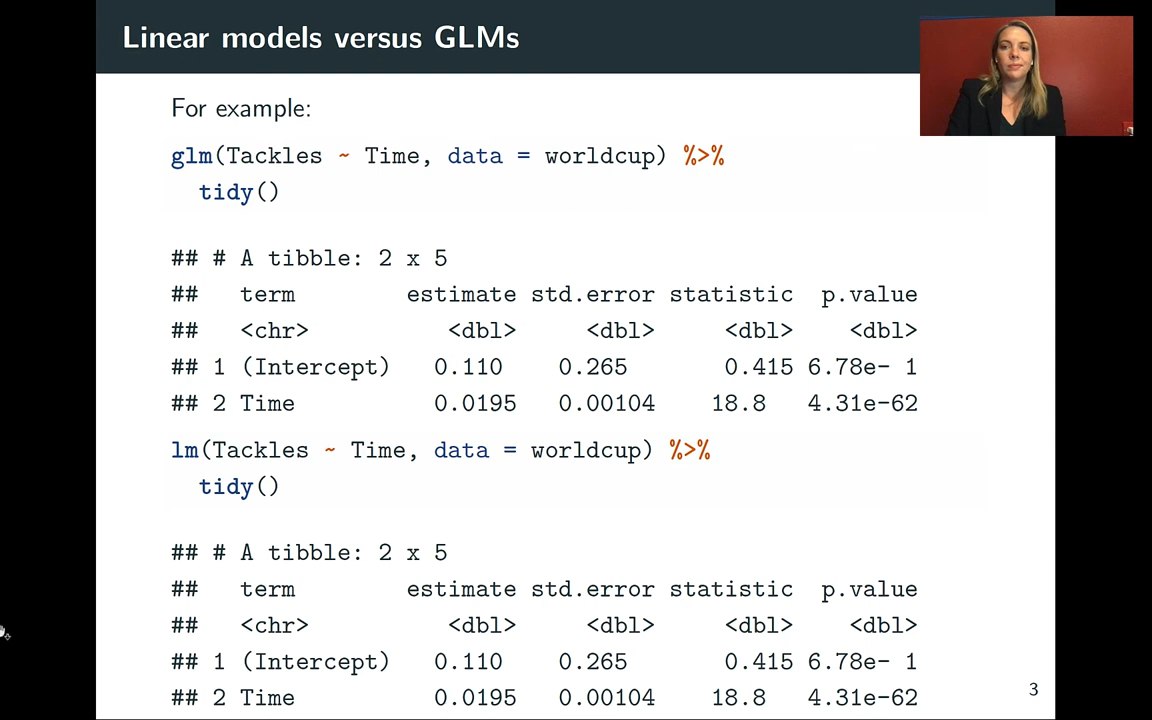 Linear models versus GLMs
For example:
glm(Tackles ~ Time, data = worldcup) %>%
  tidy()
## # A tibble: 2 x 5
##   term        estimate std.error statistic  p.value
##   <chr>          <dbl>     <dbl>     <dbl>    <dbl>
## 1 (Intercept)   0.110    0.265       0.415 6.78e- 1
## 2 Time          0.0195   0.00104    18.8   4.31e-62
lm(Tackles ~ Time, data = worldcup) %>%
  tidy()
## # A tibble: 2 x 5
##   term        estimate std.error statistic  p.value
##   <chr>          <dbl>     <dbl>     <dbl>    <dbl>
## 1 (Intercept)   0.110    0.265       0.415 6.78e- 1
## 2 Time          0.0195   0.00104    18.8   4.31e-62
3